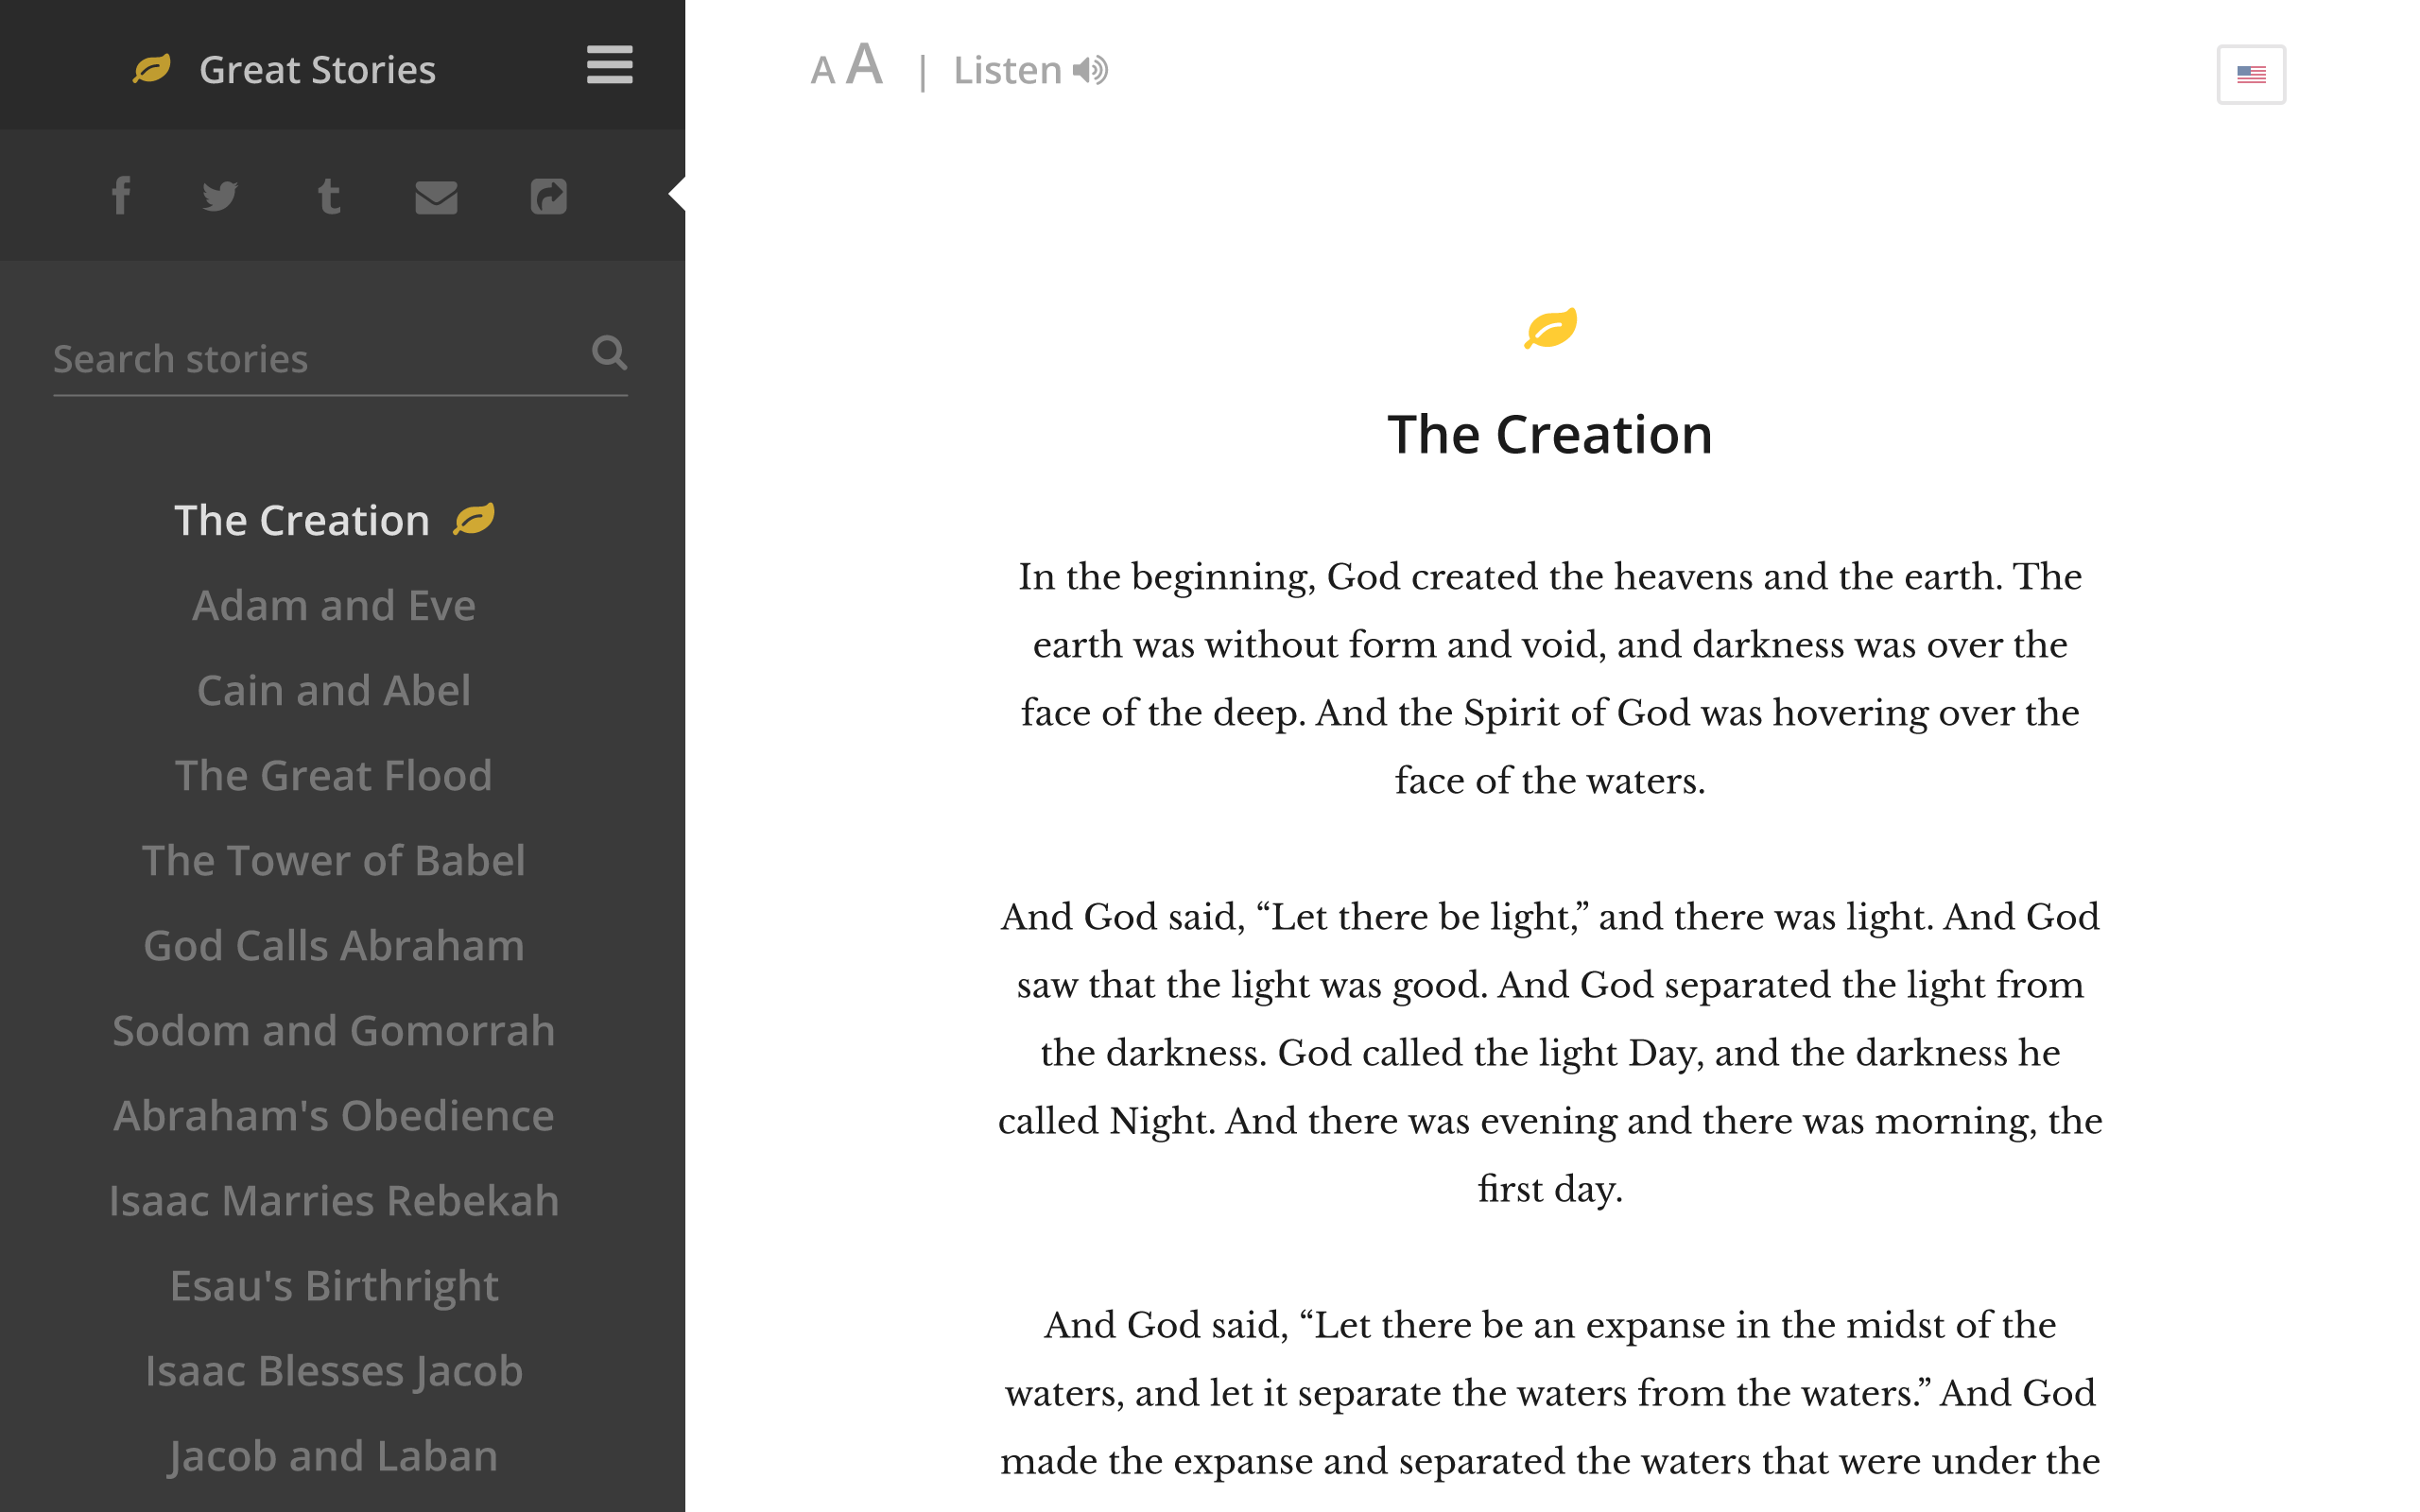 Great Stories
Search stories
The Creation
Adam and Eve
Cain and Abel
The Great Flood
The Tower of Babel
God Calls Abraham
Sodom and Gomorrah
Abraham's Obedience
Isaac Marries Rebekah
Esau's Birthright
Isaac Blesses Jacob
Jacob and Laban
A A | Listen
The Creation
In the beginning, God created the heavens and the earth. The
earth was without form and void, and darkness was over the
face of the deep. And the Spirit of God was hovering over the
face of the waters.
And God said, “Let there be light,” and there was light. And God
saw that the light was good. And God separated the light from
the darkness. God called the light Day, and the darkness he
called Night. And there was evening and there was morning, the
first day.
And God said, “Let there be an expanse in the midst of the
waters, and let it separate the waters from the waters.” And God
made the expanse and separated the waters that were under the